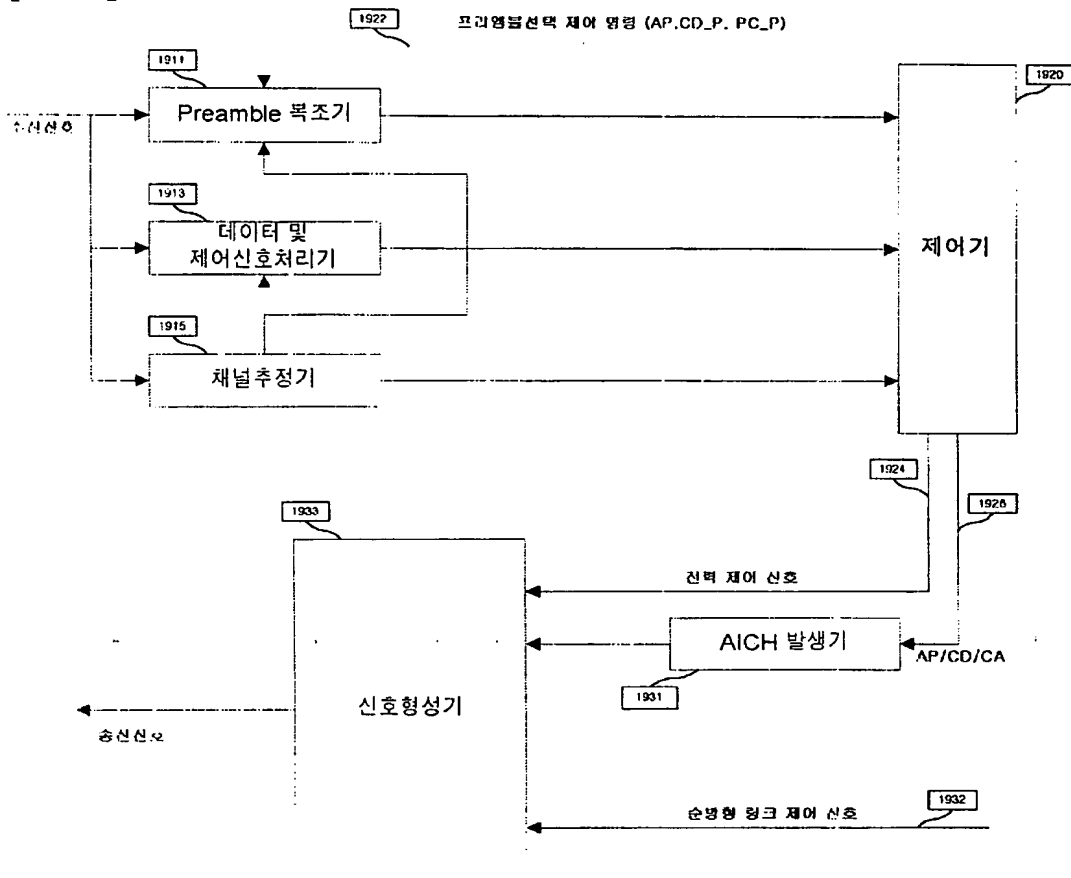 1922
프리엠블선택 제어 명령 (AP,CD_P, PC_P)
1911
1920
Preamble 복조기
수신신호
1913
데이터 및
제어신호처리기
제어기
1915
채널추정기
1924
1926
1933
전력 제어 신호
AICH 발생기
AP/CD/CA
1931
신호형성기
송신신호
1932
순방향 링크 제어 신호